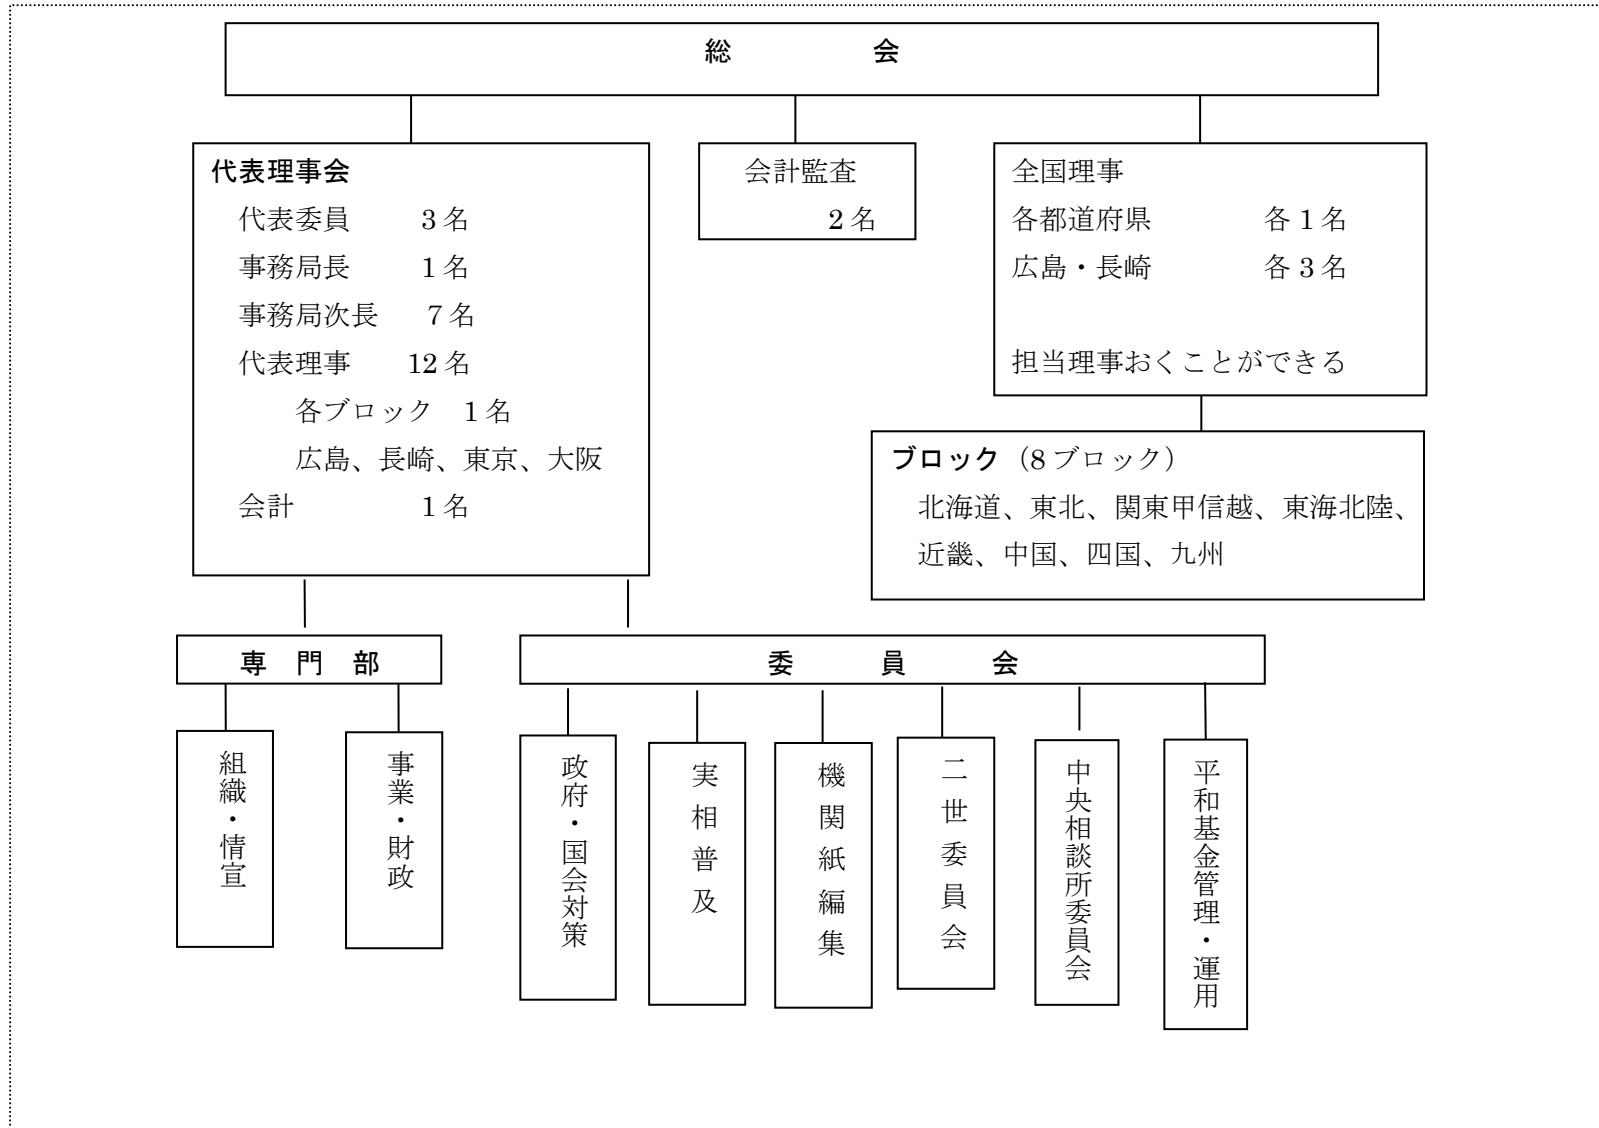 総　会
代表理事会
代表委員　3名
事務局長　1名
事務局次長　7名
代表理事　12名
各ブロック　1名
広島、長崎、東京、大阪
会計　1名
会計監査
2名
全国理事
各都道府県　各1名
広島・長崎　各3名
担当理事おくことができる
ブロック（8ブロック）
北海道、東北、関東甲信越、東海北陸、
近畿、中国、四国、九州
専　門　部
組織・情宣
事業・財政
委　員　会
政府・国会対策
実相普及
機関紙編集
二世委員会
中央相談所委員会
平和基金管理・運用